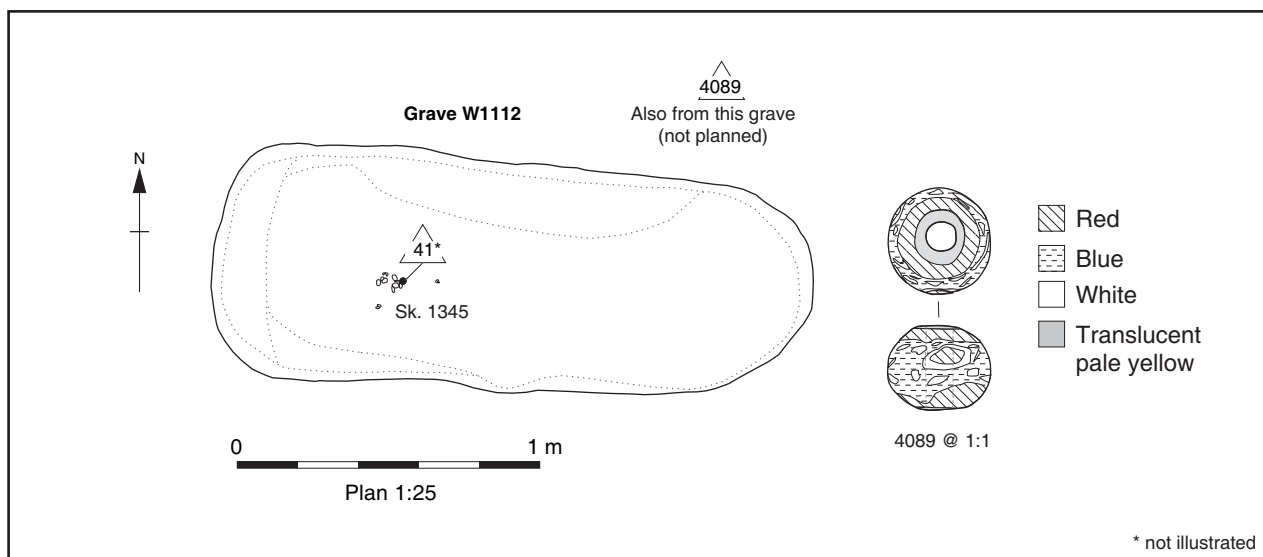 4089
Grave W1112
Also from this grave
(not planned)
N
41*
Sk. 1345
Red
Blue
White
Translucent
pale yellow
4089 @ 1:1
0 1 m
Plan 1:25
* not illustrated